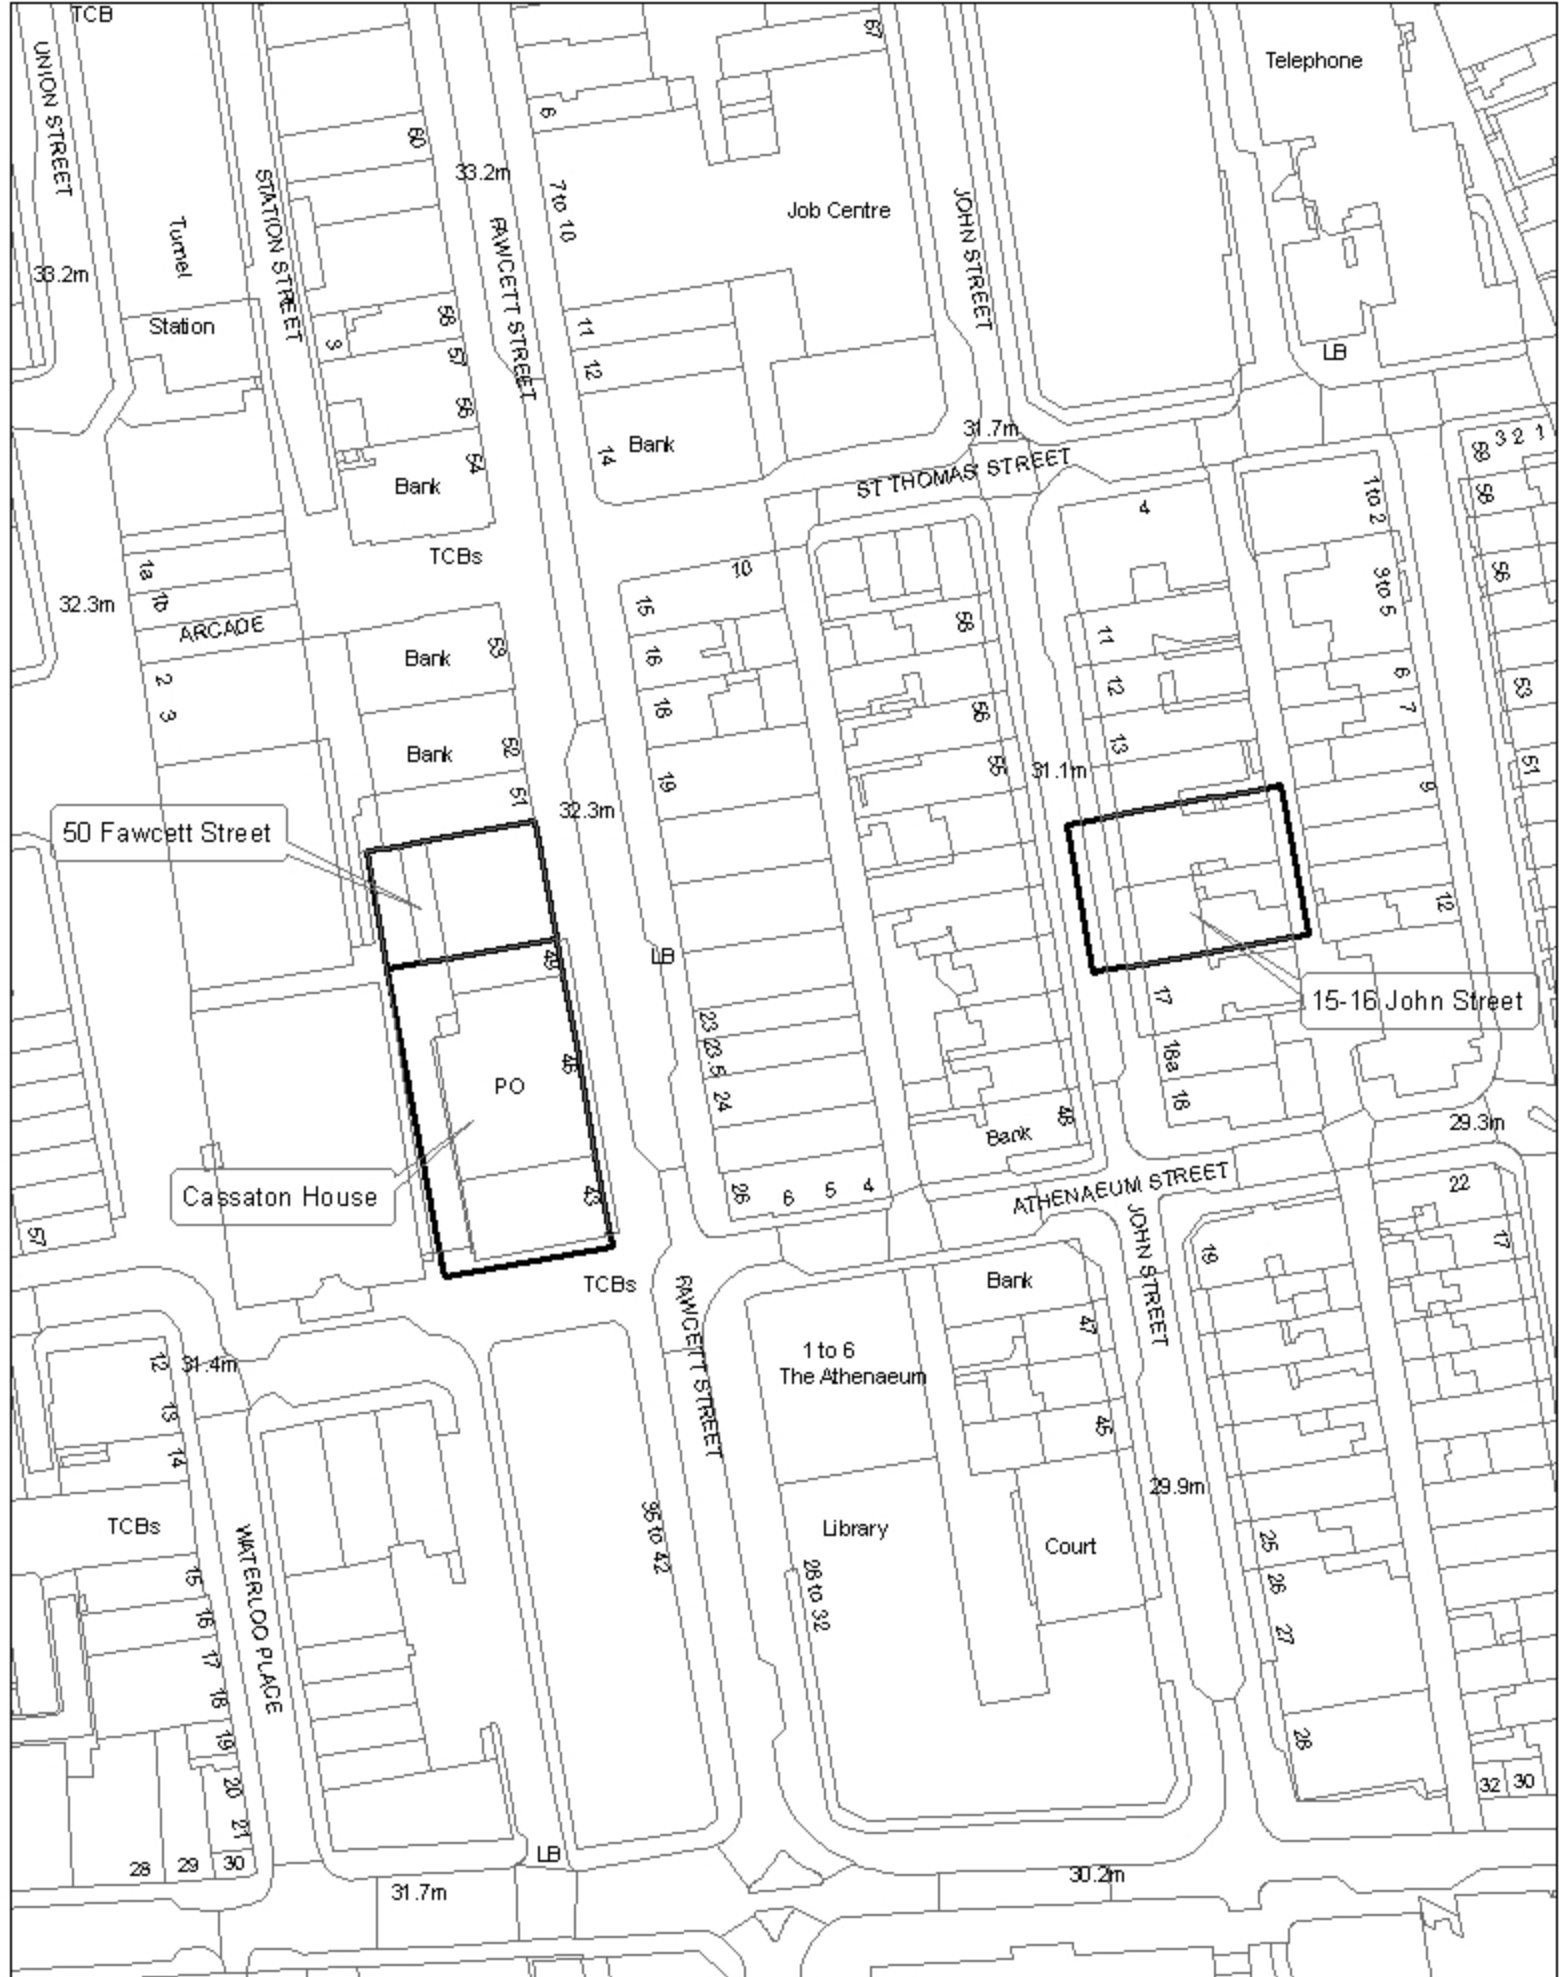 TCB
UNION STREET
33.2m
Tunnel
Station
STATION STREET
60
33.2m
6
7 to 10
67
Job Centre
JOHN STREET
Telephone
FAWCETT STREET
58
3
57
56
54
Bank
11
12
14
Bank
31.7m
ST THOMAS STREET
LB
4
1 to 2
3 to 5
59
3
2
1
58
56
TCBs
1a
1b
32.3m
ARCADE
2
3
Bank
53
Bank
52
51
10
15
16
18
19
58
56
55
11
12
13
6
7
9
12
53
51
31.1m
32.3m
50 Fawcett Street
15-16 John Street
LB
49
PO
Cassaton House
43
23
23.5
24
26
6
5
4
Bank
48
17
18a
18
29.3m
ATHENAEUM STREET
22
17
19
57
TCBs
FAWCETT STREET
JOHN STREET
Bank
47
1 to 6
The Athenaeum
45
12
31.4m
13
14
TCBs
WATERLOO PLACE
35 to 42
Library
28 to 32
Court
29.9m
25
26
27
28
15
16
17
18
19
20
21
28
29
30
32
30
LB
31.7m
30.2m